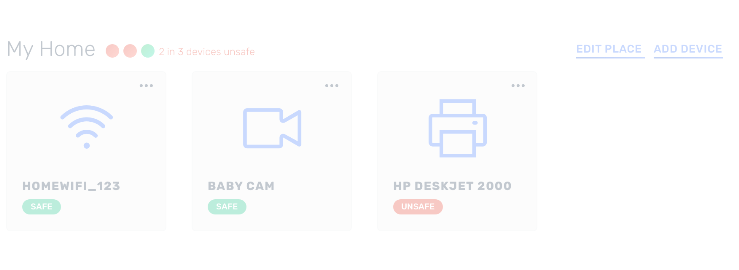 My Home 2 in 3 devices unsafe EDIT PLACE ADD DEVICE
HOMEWIFI_123 BABY CAM HP DESKJET 2000
SAFE SAFE UNSAFE